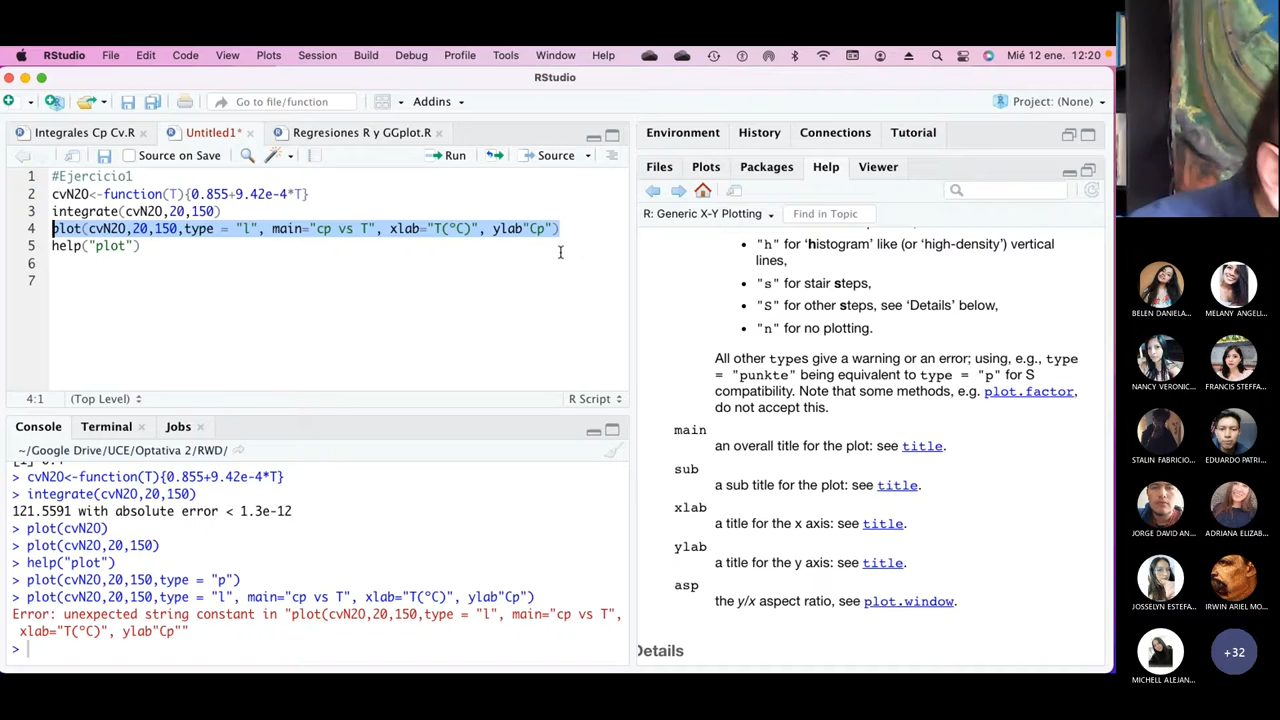 RStudio File Edit Code View Plots Session Build Debug Profile Tools Window Help Mié 12 ene. 12:20
RStudio
Go to file/function Addins Project: (None)
Integrales Cp Cv.R Untitled1* Regresiones R y GGplot.R
Source on Save Run Source
1 #Ejercicio1
2 cvN2O<-function(T){0.855+9.42e-4*T}
3 integrate(cvN2O,20,150)
4 plot(cvN2O,20,150,type = "l", main="cp vs T", xlab="T(ºC)", ylab"Cp")
5 help("plot")
6
7
4:1 (Top Level) R Script
Console Terminal Jobs
~/Google Drive/UCE/Optativa 2/RWD/
> cvN2O<-function(T){0.855+9.42e-4*T}
> integrate(cvN2O,20,150)
121.5591 with absolute error < 1.3e-12
> plot(cvN2O)
> plot(cvN2O,20,150)
> help("plot")
> plot(cvN2O,20,150,type = "p")
> plot(cvN2O,20,150,type = "l", main="cp vs T", xlab="T(ºC)", ylab"Cp")
Error: unexpected string constant in "plot(cvN2O,20,150,type = "l", main="cp vs T",
xlab="T(ºC)", ylab"Cp""
>
Environment History Connections Tutorial
Files Plots Packages Help Viewer
R: Generic X-Y Plotting Find in Topic
• "h" for ‘histogram’ like (or ‘high-density’) vertical
lines,
• "s" for stair steps,
• "S" for other steps, see ‘Details’ below,
• "n" for no plotting.
All other types give a warning or an error; using, e.g., type
= "punkte" being equivalent to type = "p" for S
compatibility. Note that some methods, e.g. plot.factor,
do not accept this.
main
an overall title for the plot: see title.
sub
a sub title for the plot: see title.
xlab
a title for the x axis: see title.
ylab
a title for the y axis: see title.
asp
the y/x aspect ratio, see plot.window.
Details
BELEN DANIELA... MELANY ANGELI...
NANCY VERONIC... FRANCIS STEFFA...
STALIN FABRICIO... EDUARDO PATRI...
JORGE DAVID AN... ADRIANA ELIZAB...
JOSSELYN ESTEFA... IRWIN ARIEL MO...
+32
MICHELL ALEJAN...